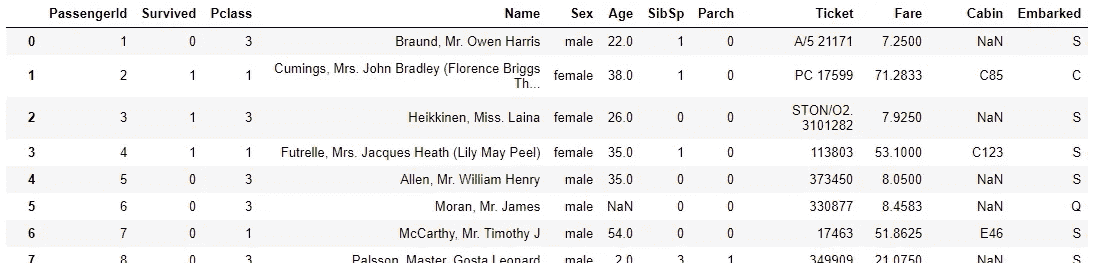 PassengerId Survived Pclass Name Sex Age SibSp Parch Ticket Fare Cabin Embarked
0 1 0 3 Braund, Mr. Owen Harris male 22.0 1 0 A/5 21171 7.2500 NaN S
1 2 1 1 Cumings, Mrs. John Bradley (Florence Briggs Th... female 38.0 1 0 PC 17599 71.2833 C85 C
2 3 1 3 Heikkinen, Miss. Laina female 26.0 0 0 STON/O2. 3101282 7.9250 NaN S
3 4 1 1 Futrelle, Mrs. Jacques Heath (Lily May Peel) female 35.0 1 0 113803 53.1000 C123 S
4 5 0 3 Allen, Mr. William Henry male 35.0 0 0 373450 8.0500 NaN S
5 6 0 3 Moran, Mr. James male NaN 0 0 330877 8.4583 NaN Q
6 7 0 1 McCarthy, Mr. Timothy J male 54.0 0 0 17463 51.8625 E46 S
7 8 0 3 Palsson, Master. Gosta Leonard male 2.0 3 1 349909 21.0750 NaN S